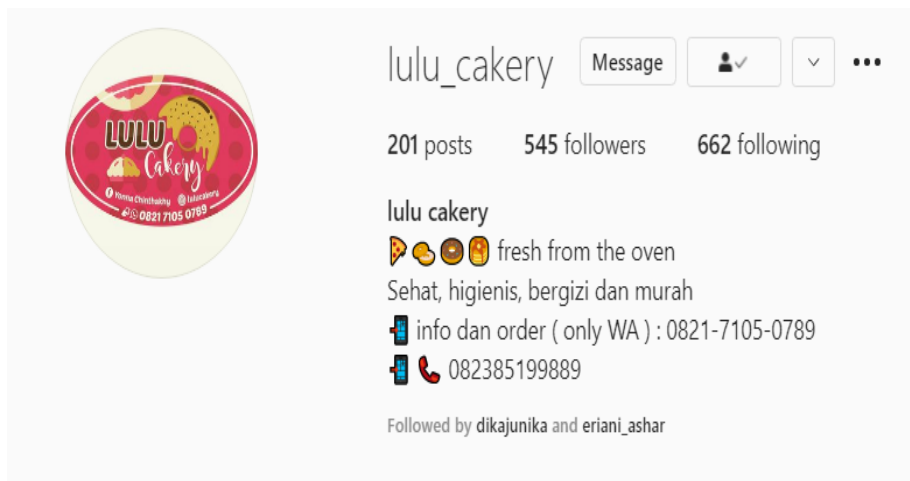 LULU
Cakery
Yonna Chinthakhy lulucakery
0821 7105 0789
lulu_cakery Message
201 posts 545 followers 662 following
lulu cakery
🍕🥔🍩🥞 fresh from the oven
Sehat, higienis, bergizi dan murah
📲 info dan order ( only WA ) : 0821-7105-0789
📲 📞 082385199889
Followed by dikajunika and eriani_ashar